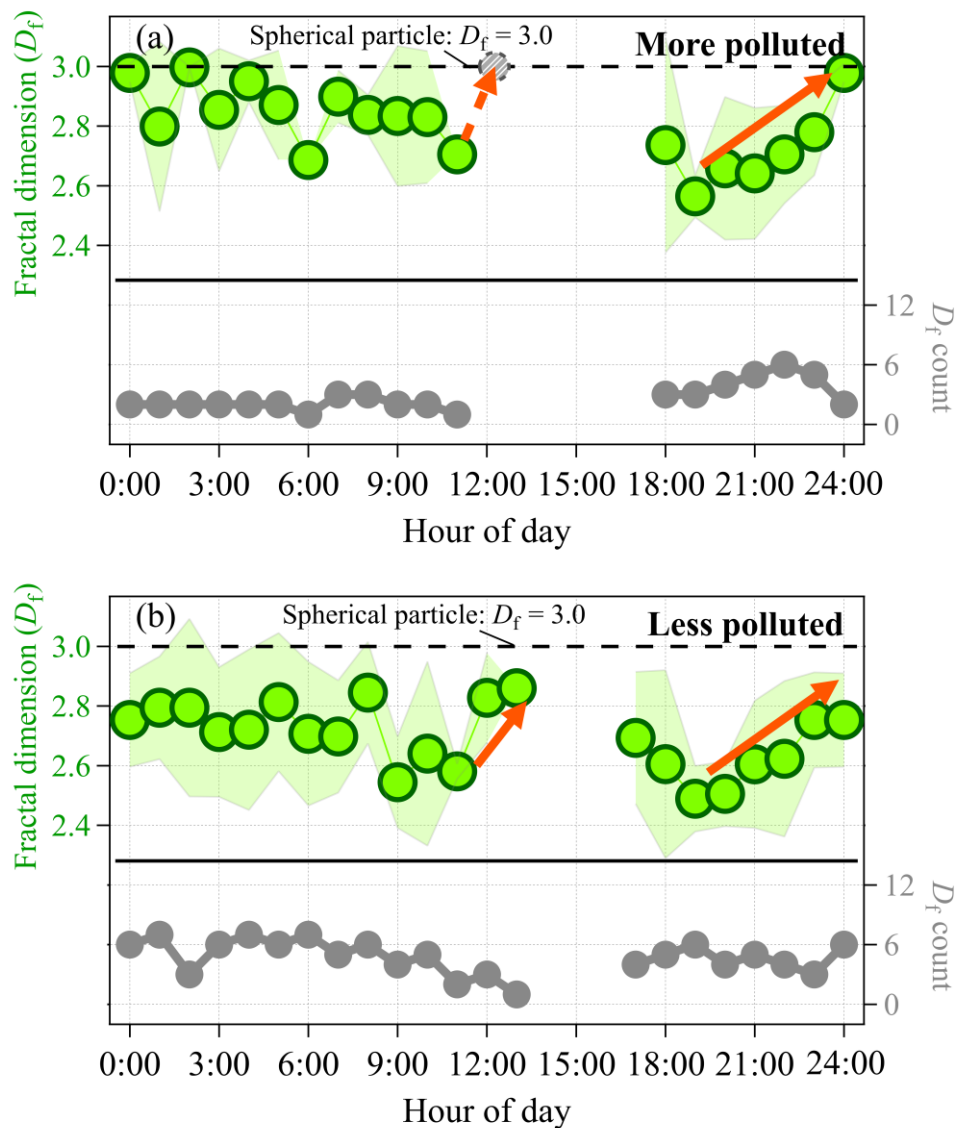 (a)
Spherical particle: Df = 3.0
More polluted
Fractal dimension (Df)
3.0
2.8
2.6
2.4
12
6
0
Df count
0:00 3:00 6:00 9:00 12:00 15:00 18:00 21:00 24:00
Hour of day
(b)
Spherical particle: Df = 3.0
Less polluted
Fractal dimension (Df)
3.0
2.8
2.6
2.4
12
6
0
Df count
0:00 3:00 6:00 9:00 12:00 15:00 18:00 21:00 24:00
Hour of day